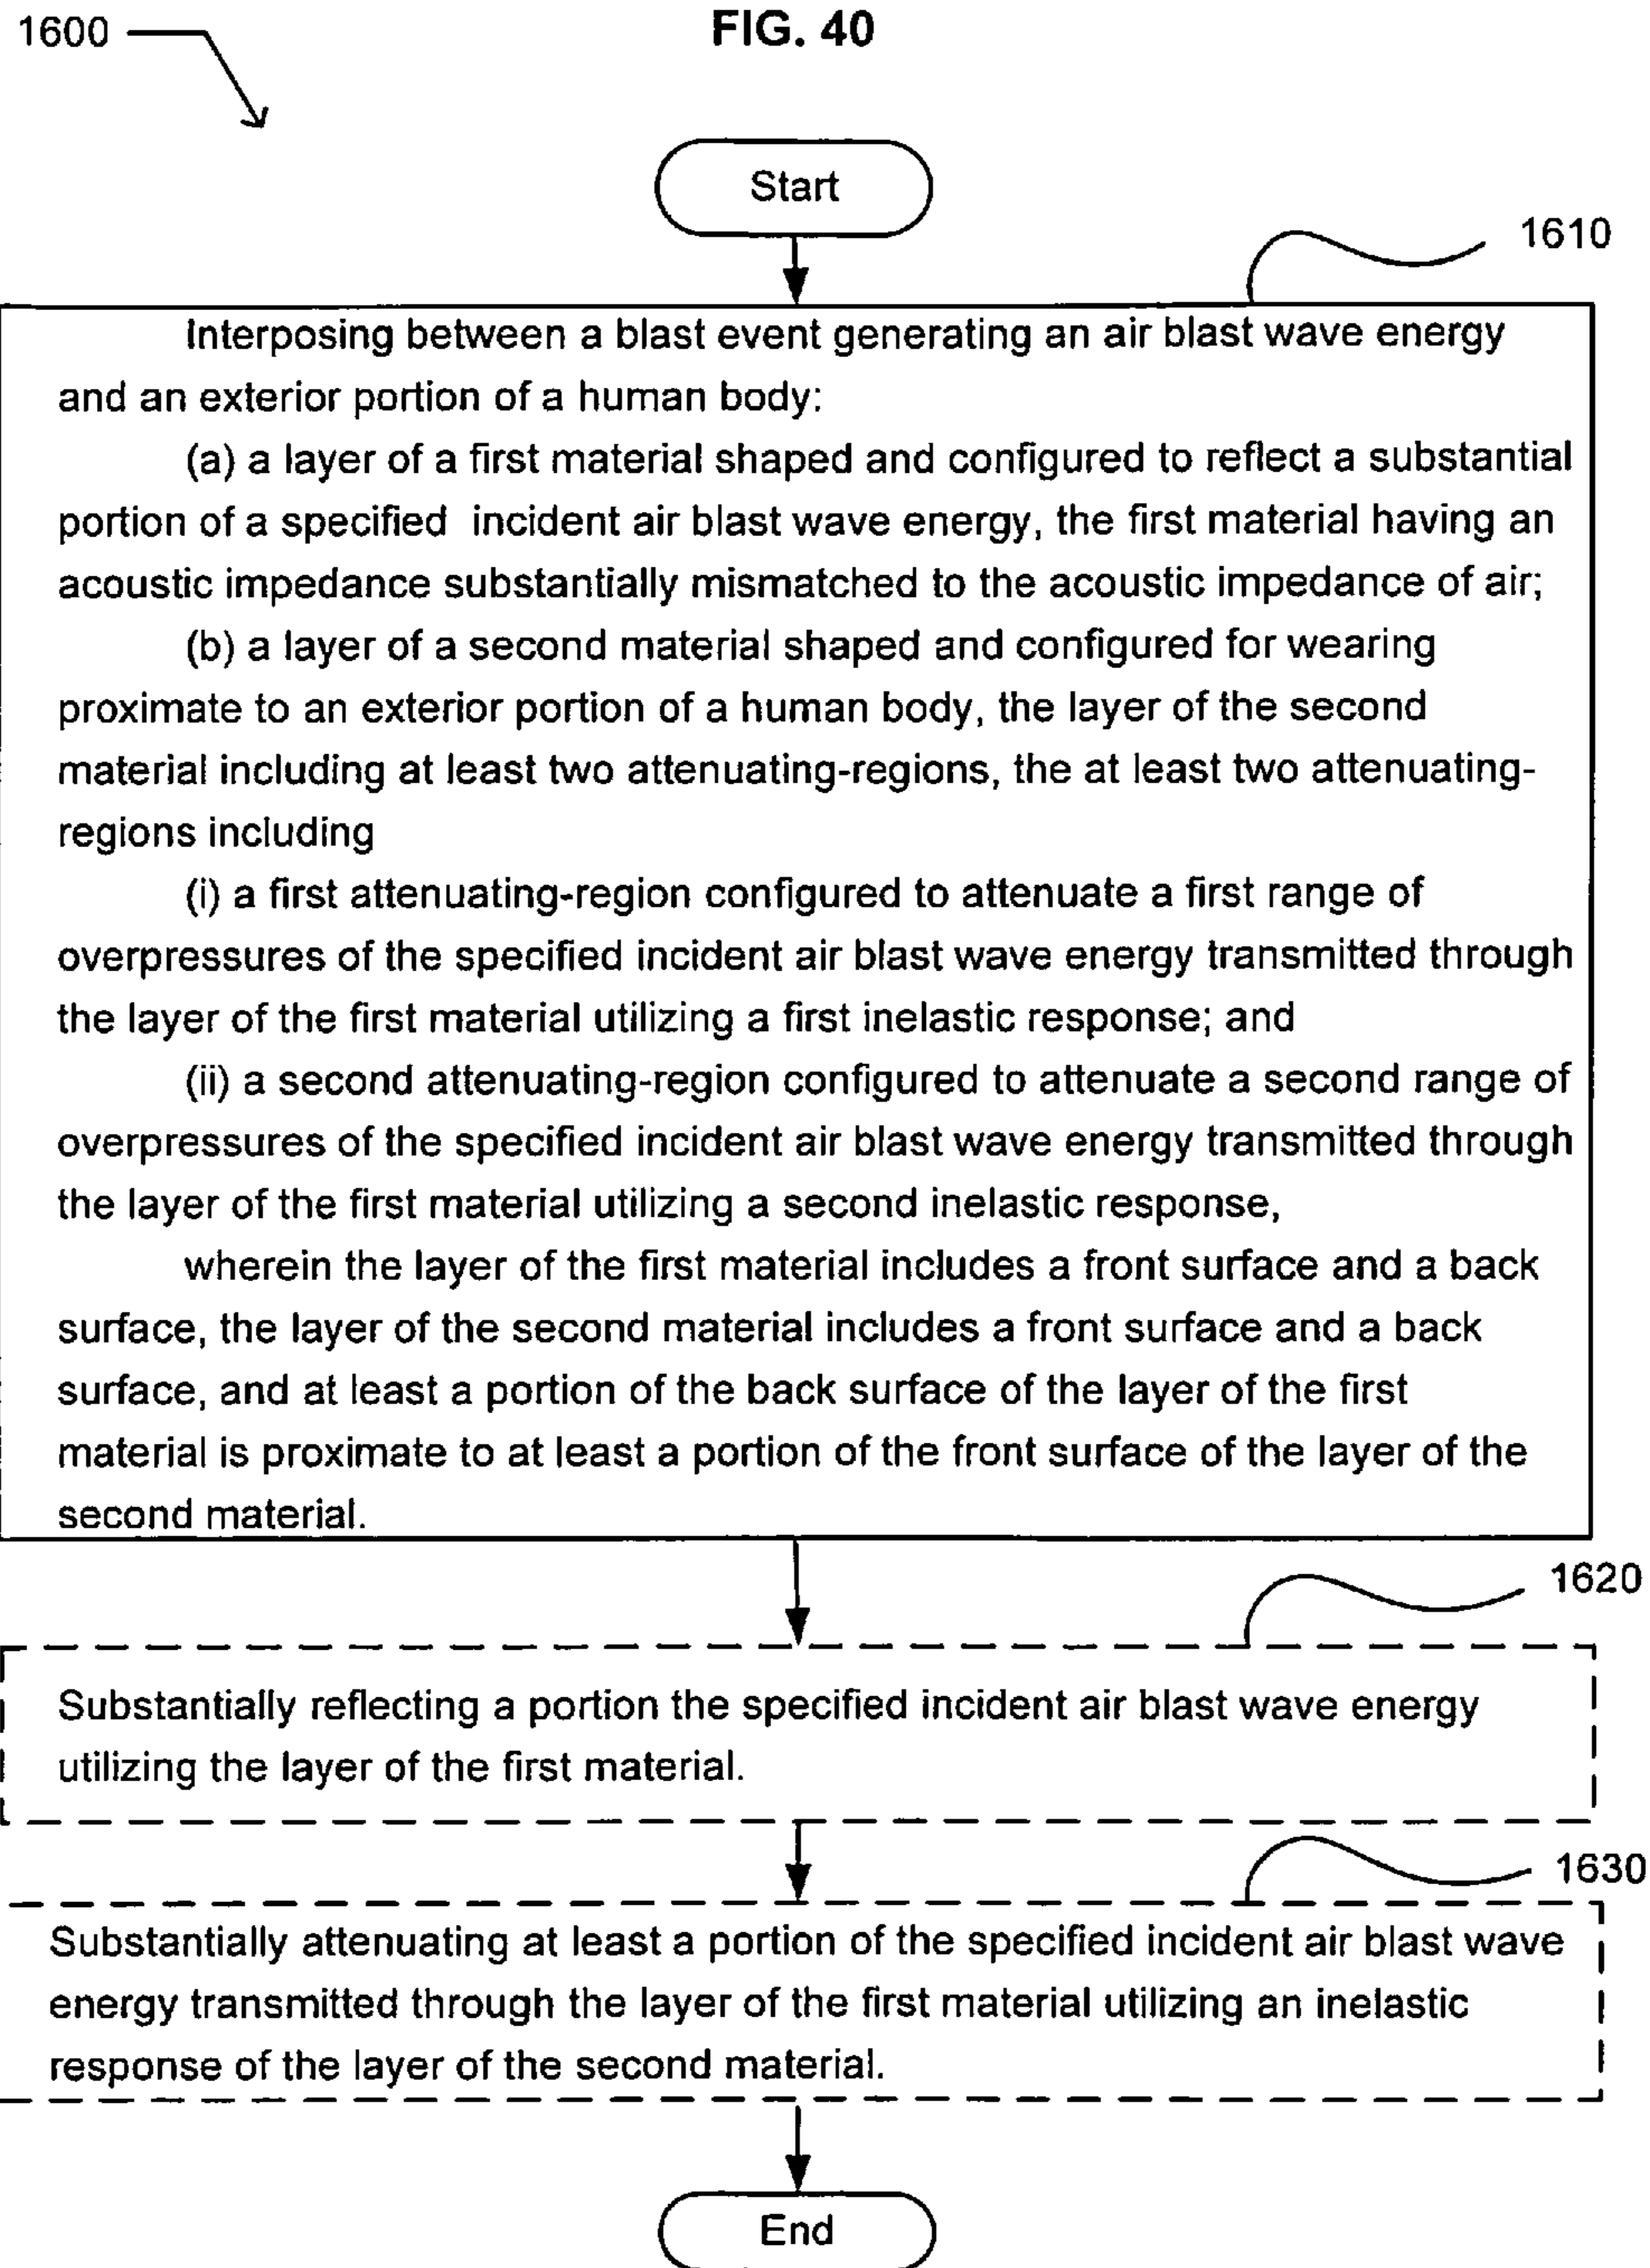 FIG. 40
1600
Start
1610
Interposing between a blast event generating an air blast wave energy
and an exterior portion of a human body:
(a) a layer of a first material shaped and configured to reflect a substantial
portion of a specified incident air blast wave energy, the first material having an
acoustic impedance substantially mismatched to the acoustic impedance of air;
(b) a layer of a second material shaped and configured for wearing
proximate to an exterior portion of a human body, the layer of the second
material including at least two attenuating-regions, the at least two attenuating-
regions including
(i) a first attenuating-region configured to attenuate a first range of
overpressures of the specified incident air blast wave energy transmitted through
the layer of the first material utilizing a first inelastic response; and
(ii) a second attenuating-region configured to attenuate a second range of
overpressures of the specified incident air blast wave energy transmitted through
the layer of the first material utilizing a second inelastic response,
wherein the layer of the first material includes a front surface and a back
surface, the layer of the second material includes a front surface and a back
surface, and at least a portion of the back surface of the layer of the first
material is proximate to at least a portion of the front surface of the layer of the
second material.
1620
Substantially reflecting a portion the specified incident air blast wave energy
utilizing the layer of the first material.
1630
Substantially attenuating at least a portion of the specified incident air blast wave
energy transmitted through the layer of the first material utilizing an inelastic
response of the layer of the second material.
End